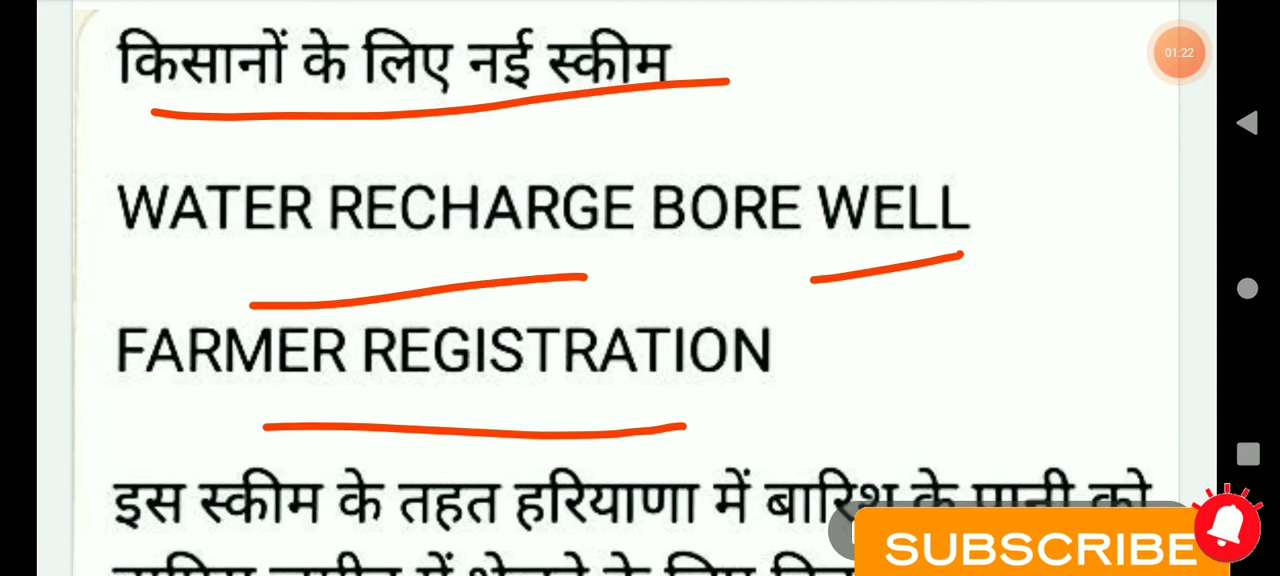 01:22
किसानों के लिए नई स्कीम
WATER RECHARGE BORE WELL
FARMER REGISTRATION
इस स्कीम के तहत हरियाणा में बारिश के पानी को
में के लिए
SUBSCRIBE